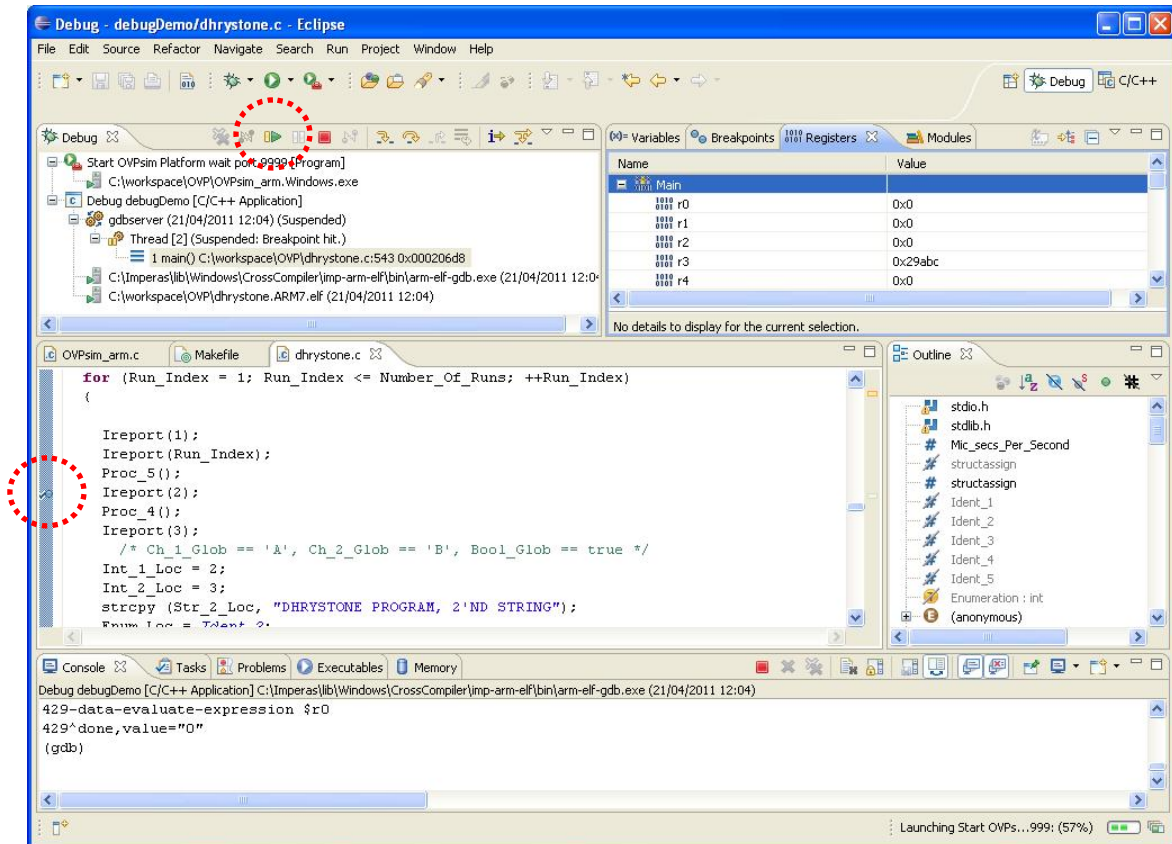 Debug - debugDemo/dhrystone.c - Eclipse
File Edit Source Refactor Navigate Search Run Project Window Help
Debug C/C++
Debug
Start OVPsim Platform wait port 9999 [Program]
C:\workspace\OVP\OVPsim_arm.Windows.exe
Debug debugDemo [C/C++ Application]
gdbserver (21/04/2011 12:04) (Suspended)
Thread [2] (Suspended: Breakpoint hit.)
1 main() C:\workspace\OVP\dhrystone.c:543 0x000206d8
C:\Imperas\lib\Windows\CrossCompiler\imp-arm-elf\bin\arm-elf-gdb.exe (21/04/2011 12:0
C:\workspace\OVP\dhrystone.ARM7.elf (21/04/2011 12:04)
(x)= Variables Breakpoints Registers Modules
Name Value
Main
r0 0x0
r1 0x0
r2 0x0
r3 0x29abc
r4 0x0
No details to display for the current selection.
OVPsim_arm.c Makefile dhrystone.c
for (Run_Index = 1; Run_Index <= Number_Of_Runs; ++Run_Index)
{
Ireport(1);
Ireport(Run_Index);
Proc_5();
Ireport(2);
Proc_4();
Ireport(3);
/* Ch_1_Glob == 'A', Ch_2_Glob == 'B', Bool_Glob == true */
Int_1_Loc = 2;
Int_2_Loc = 3;
strcpy (Str_2_Loc, "DHRYSTONE PROGRAM, 2'ND STRING");
Enum_Loc = Ident_2;
Outline
stdio.h
stdlib.h
Mic_secs_Per_Second
structassign
structassign
Ident_1
Ident_2
Ident_3
Ident_4
Ident_5
Enumeration : int
(anonymous)
Console Tasks Problems Executables Memory
Debug debugDemo [C/C++ Application] C:\Imperas\lib\Windows\CrossCompiler\imp-arm-elf\bin\arm-elf-gdb.exe (21/04/2011 12:04)
429-data-evaluate-expression $r0
429^done,value="0"
(gdb)
Launching Start OVPs...999: (57%)